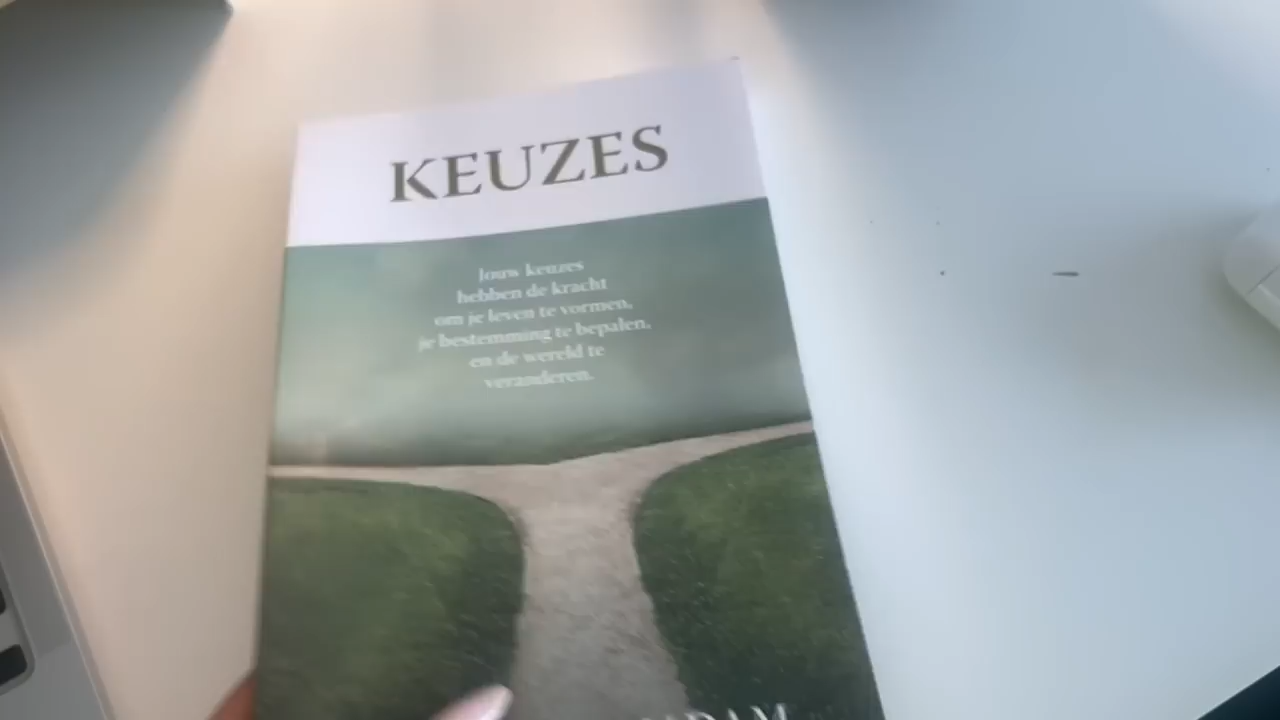 KEUZES
Jouw keuzes
hebben de kracht
om je leven te vormen,
je bestemming te bepalen,
en de wereld te
veranderen.